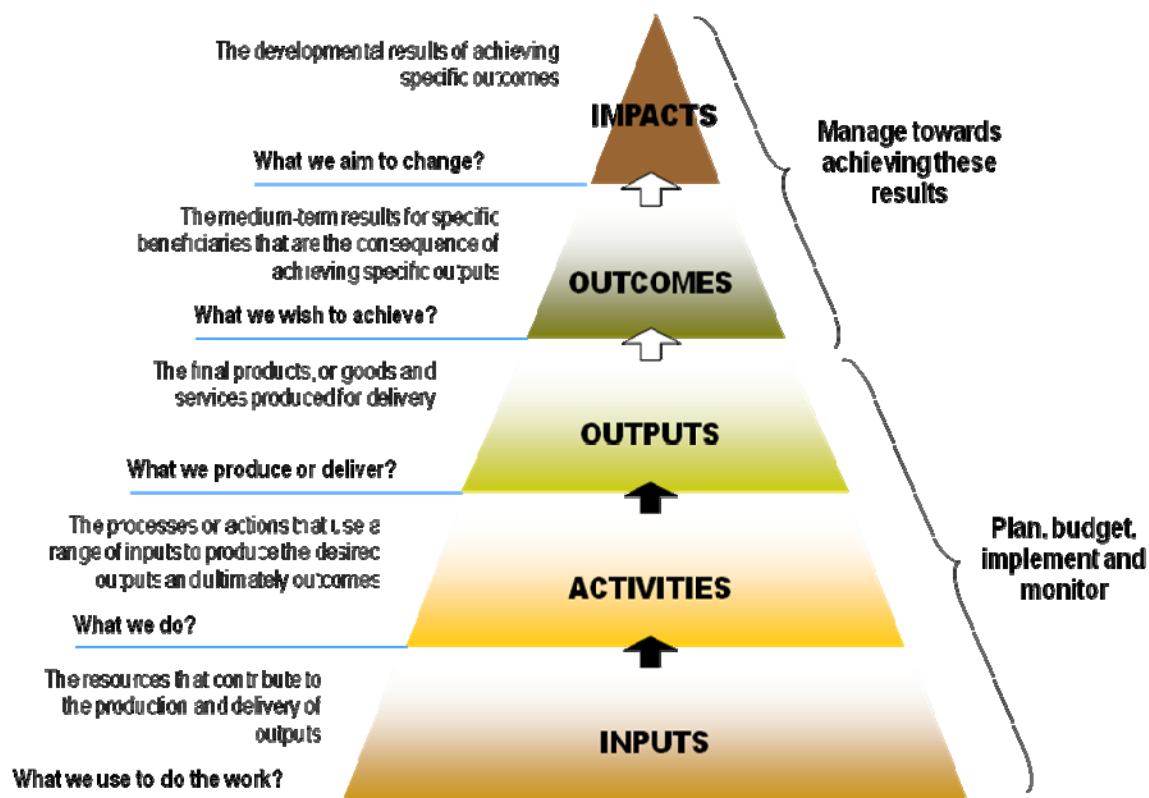 The developmental results of achieving
specific outcomes
IMPACTS
Manage towards
achieving these
results
What we aim to change?
The medium-term results for specific
beneficiaries that are the consequence of
achieving specific outputs
OUTCOMES
What we wish to achieve?
The final products, or goods and
services produced for delivery
OUTPUTS
What we produce or deliver?
The processes or actions that use a
range of inputs to produce the desired
outputs and ultimately outcomes
Plan, budget,
implement and
monitor
ACTIVITIES
What we do?
The resources that contribute to
the production and delivery of
outputs
INPUTS
What we use to do the work?